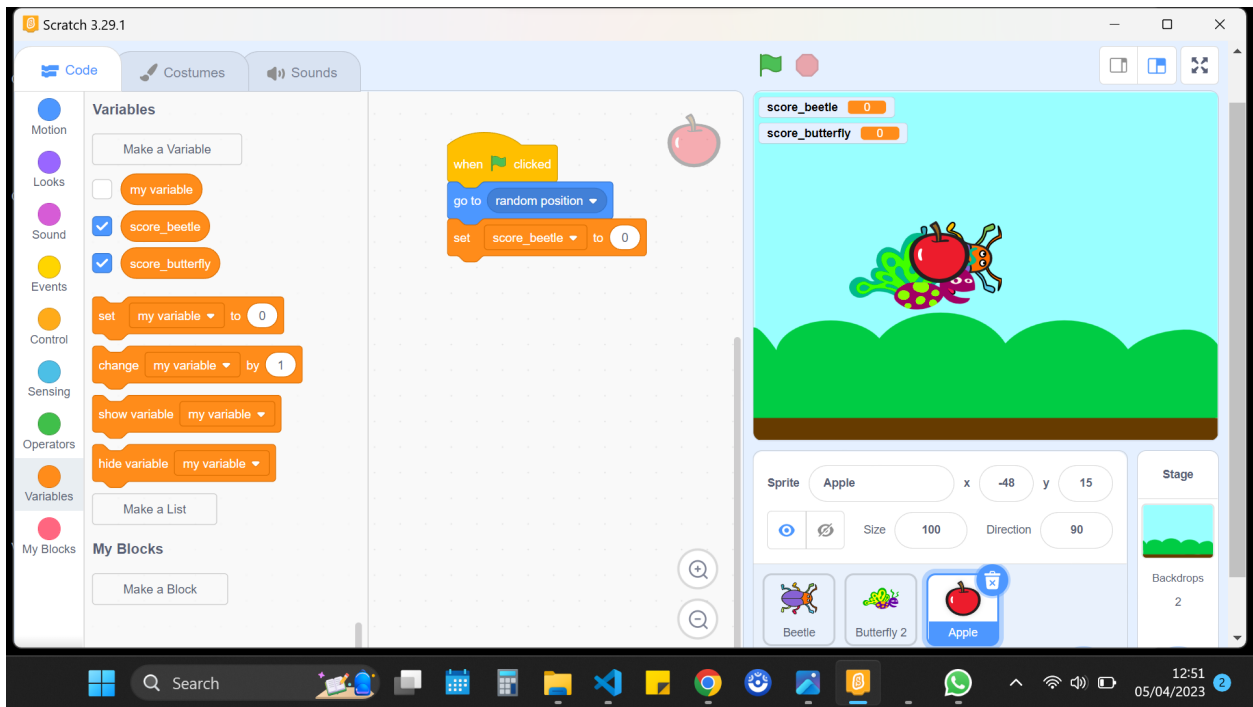 Scratch 3.29.1
Code
Costumes
Sounds
Motion
Looks
Sound
Events
Control
Sensing
Operators
Variables
My Blocks
Variables
Make a Variable
my variable
score_beetle
score_butterfly
set my variable to 0
change my variable by 1
show variable my variable
hide variable my variable
Make a List
My Blocks
Make a Block
when clicked
go to random position
set score_beetle to 0
score_beetle 0
score_butterfly 0
Sprite Apple x -48 y 15
Size 100 Direction 90
Beetle
Butterfly 2
Apple
Stage
Backdrops
2
Search
12:51
05/04/2023
2